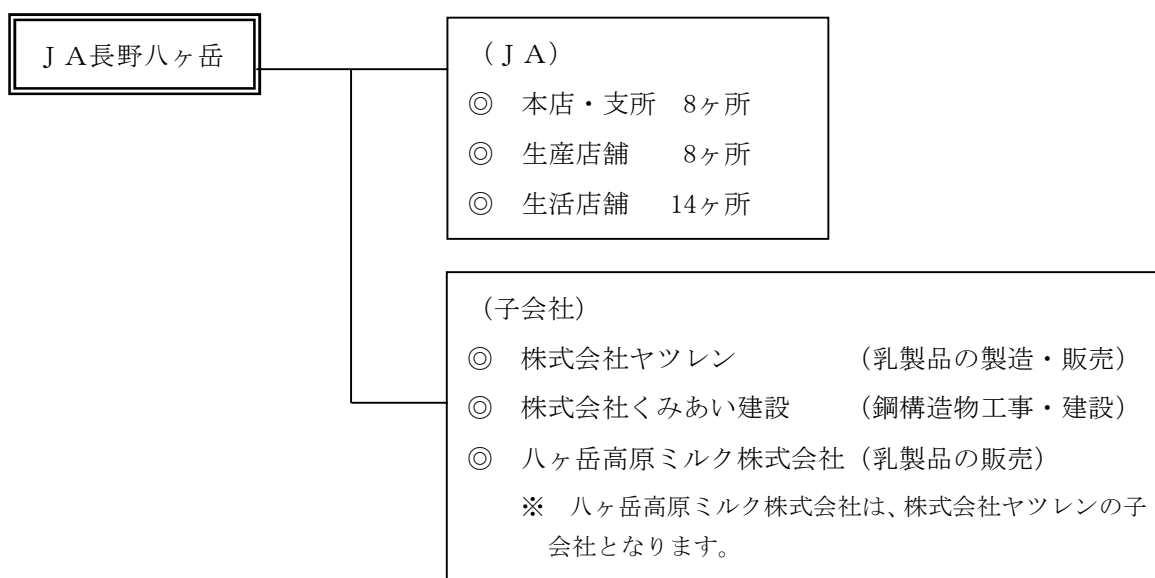 ＪＡ長野八ヶ岳
（ＪＡ）
◎　本店・支所　8ヶ所
◎　生産店舗　　8ヶ所
◎　生活店舗　 14ヶ所
（子会社）
◎　株式会社ヤツレン　　　　（乳製品の製造・販売）
◎　株式会社くみあい建設　　（鋼構造物工事・建設）
◎　八ヶ岳高原ミルク株式会社（乳製品の販売）
※　八ヶ岳高原ミルク株式会社は、株式会社ヤツレンの子
会社となります。